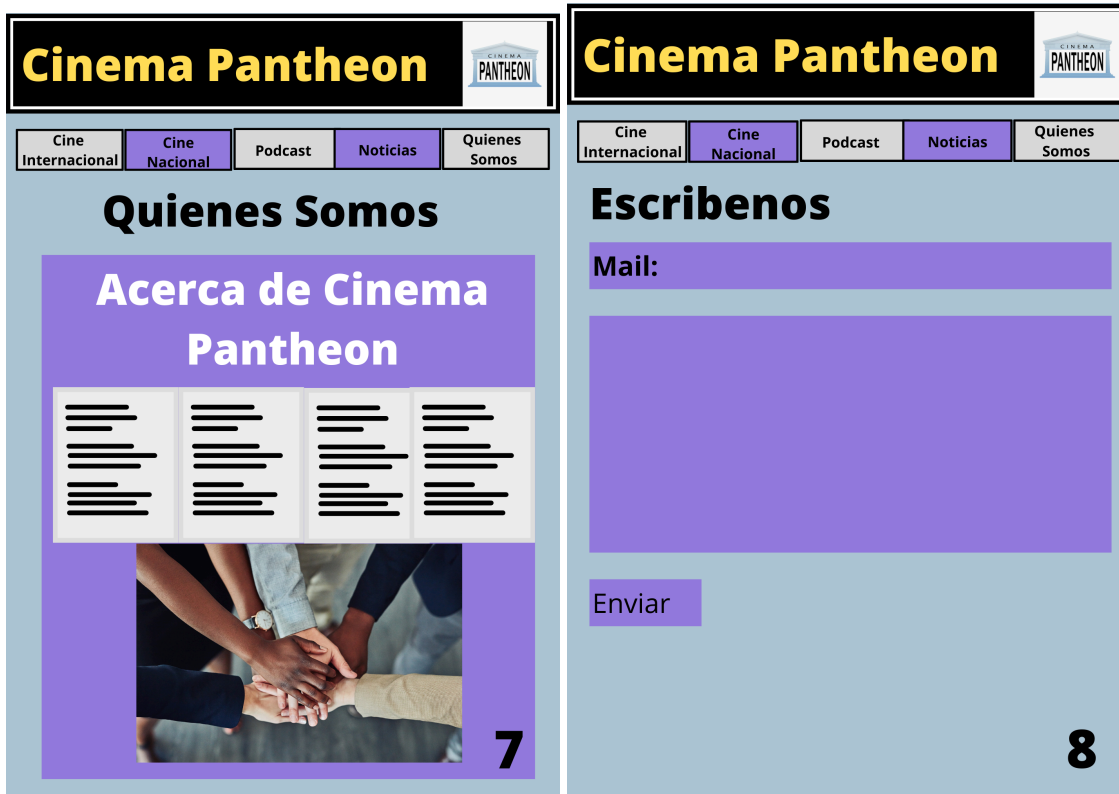 Cinema Pantheon
CINEMA
PANTHEON
Cine
Internacional
Cine
Nacional
Podcast
Noticias
Quienes
Somos
Quienes Somos
Acerca de Cinema
Pantheon
7
Cinema Pantheon
CINEMA
PANTHEON
Cine
Internacional
Cine
Nacional
Podcast
Noticias
Quienes
Somos
Escribenos
Mail:
Enviar
8